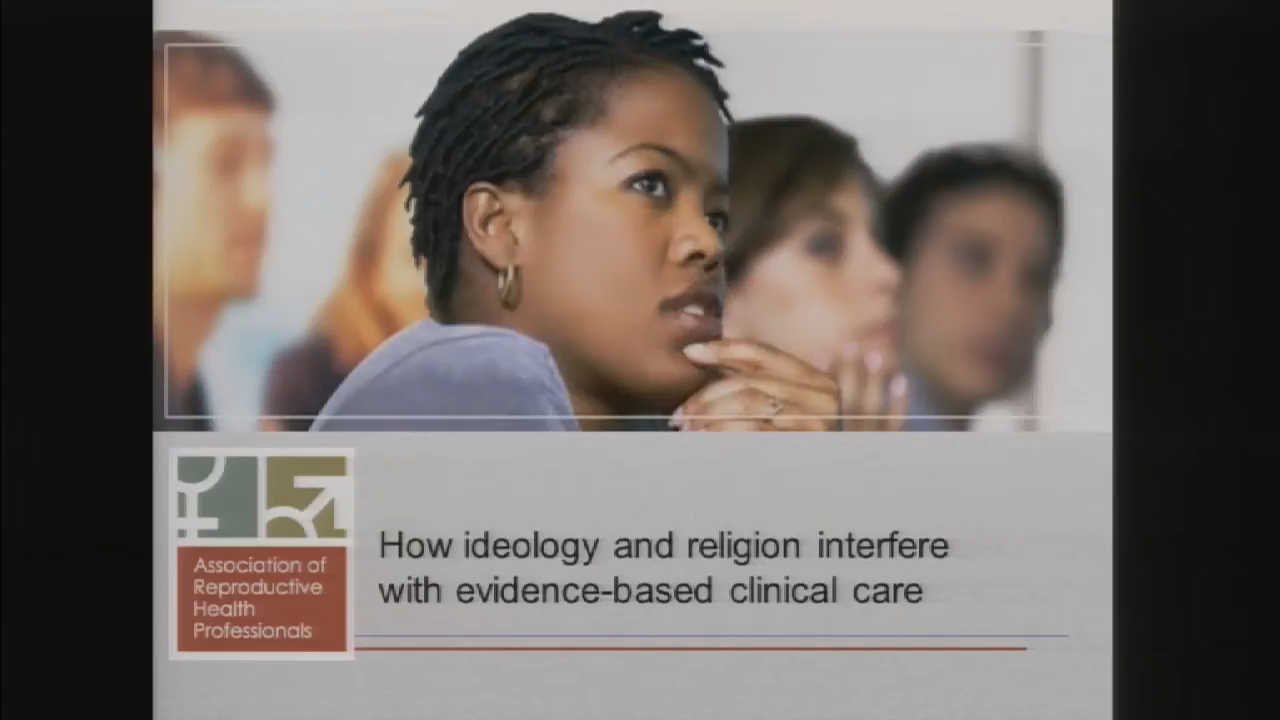 How ideology and religion interfere
with evidence-based clinical care
Association of
Reproductive
Health
Professionals